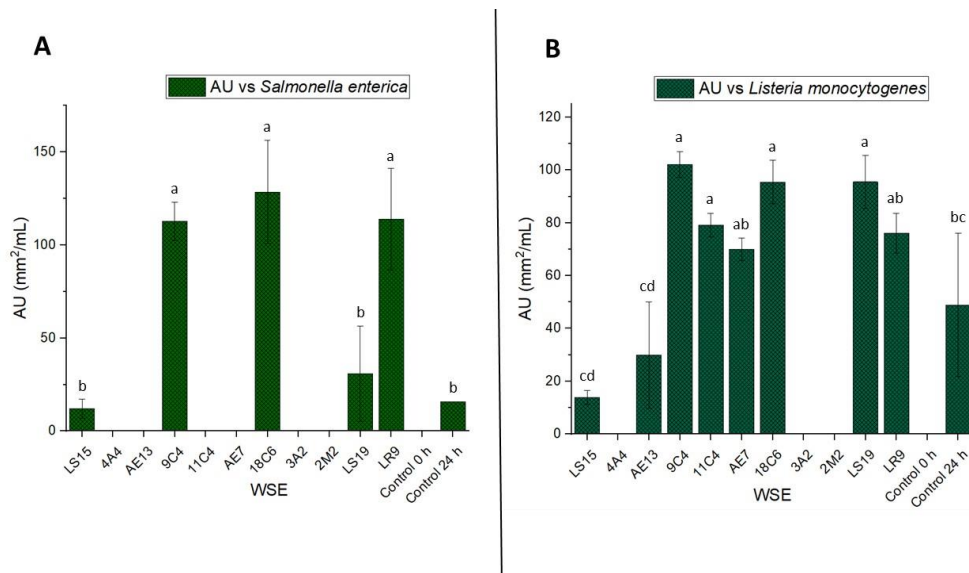 A
AU vs Salmonella enterica
AU (mm²/mL)
150
100
50
0
a
a
a
b
b
b
LS15
4A4
AE13
9C4
11C4
AE7
18C6
3A2
2M2
LS19
LR9
Control 0 h
Control 24 h
WSE
B
AU vs Listeria monocytogenes
AU (mm²/mL)
120
100
80
60
40
20
0
cd
cd
a
a
ab
a
a
ab
bc
LS15
4A4
AE13
9C4
11C4
AE7
18C6
3A2
2M2
LS19
LR9
Control 0 h
Control 24 h
WSE